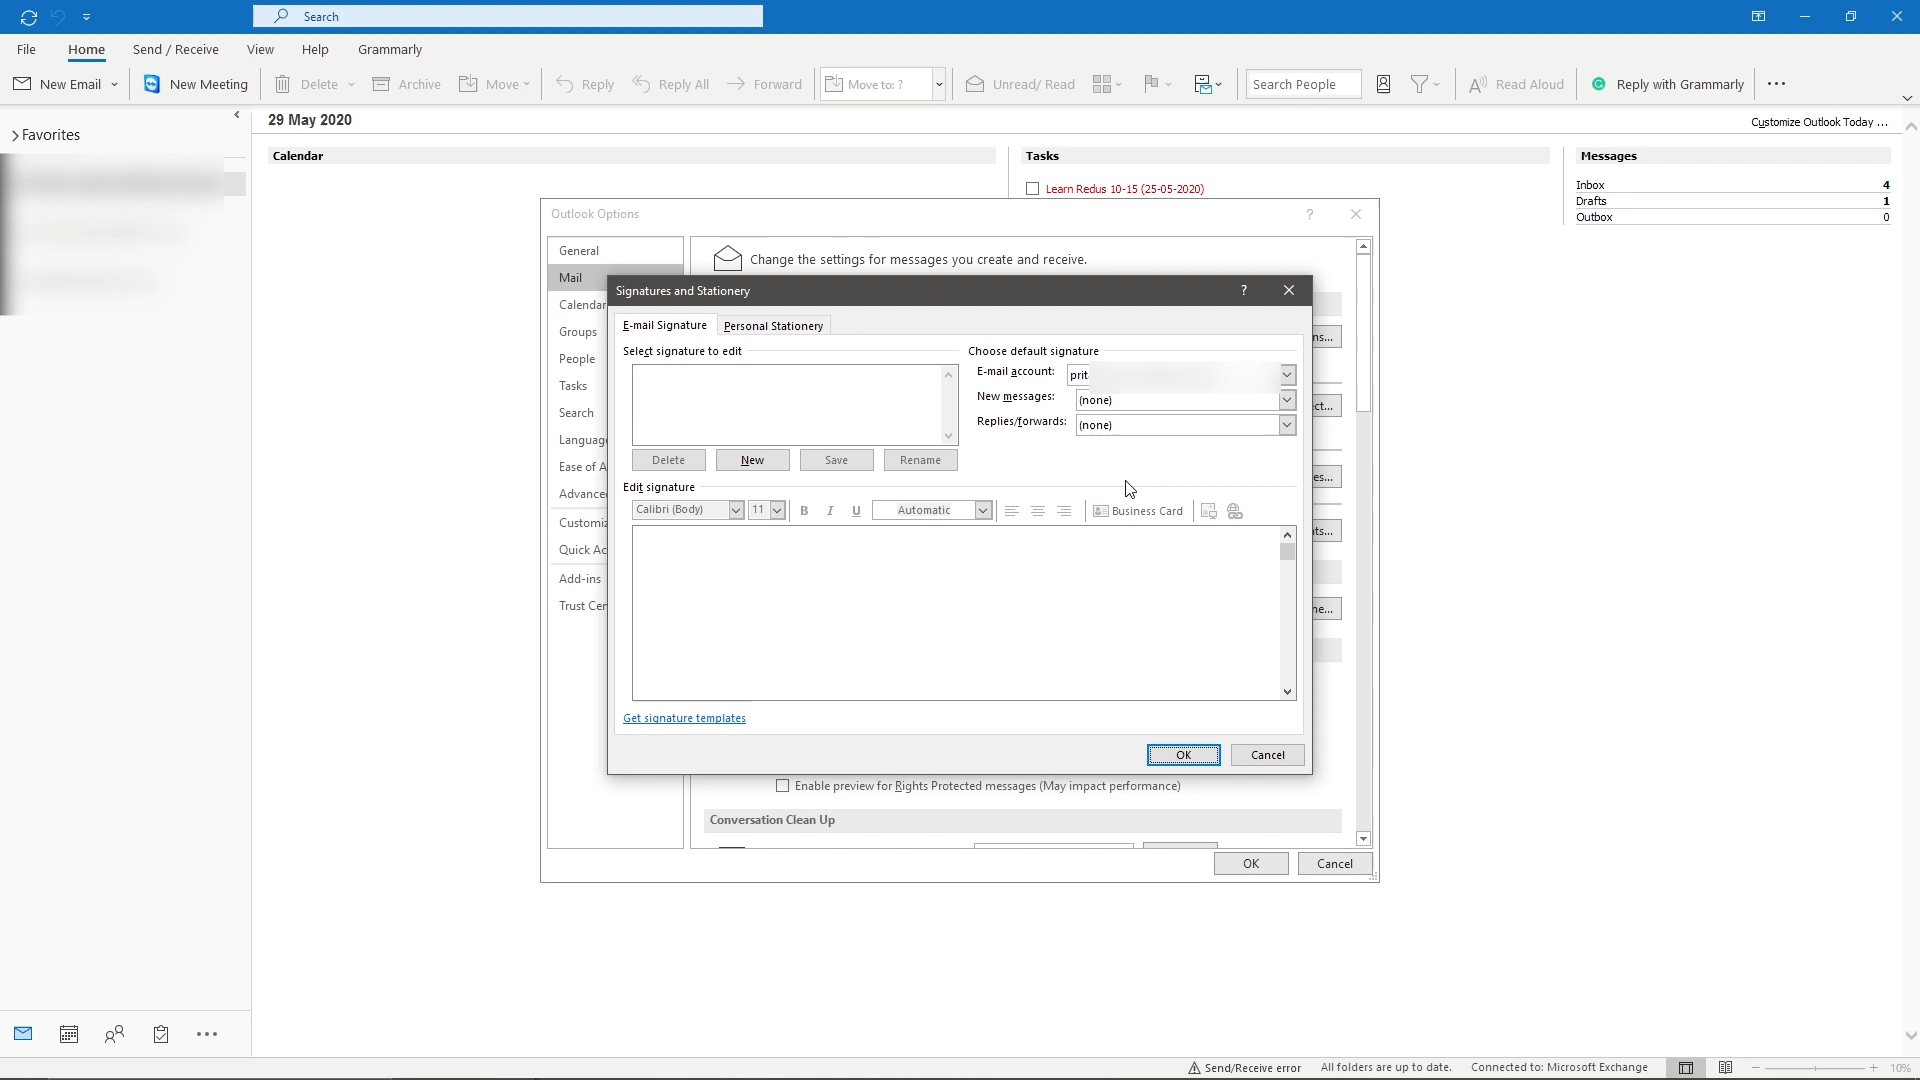 Search
File Home Send / Receive View Help Grammarly
New Email New Meeting Delete Archive Move Reply Reply All Forward Move to: ? Unread/ Read Search People Read Aloud Reply with Grammarly
Favorites
29 May 2020
Customize Outlook Today ...
Calendar
Tasks
Learn Redus 10-15 (25-05-2020)
Messages
Inbox 4
Drafts 1
Outbox 0
Outlook Options
General
Mail
Calendar
Groups
People
Tasks
Search
Language
Ease of A
Advanced
Customiz
Quick Ac
Add-ins
Trust Cen
Change the settings for messages you create and receive.
ns...
ct...
es...
ts...
ne...
Signatures and Stationery
E-mail Signature Personal Stationery
Select signature to edit
Delete New Save Rename
Choose default signature
E-mail account: prit
New messages: (none)
Replies/forwards: (none)
Edit signature
Calibri (Body) 11 B I U Automatic Business Card
Get signature templates
OK Cancel
Enable preview for Rights Protected messages (May impact performance)
Conversation Clean Up
OK Cancel
Send/Receive error All folders are up to date. Connected to: Microsoft Exchange 10%